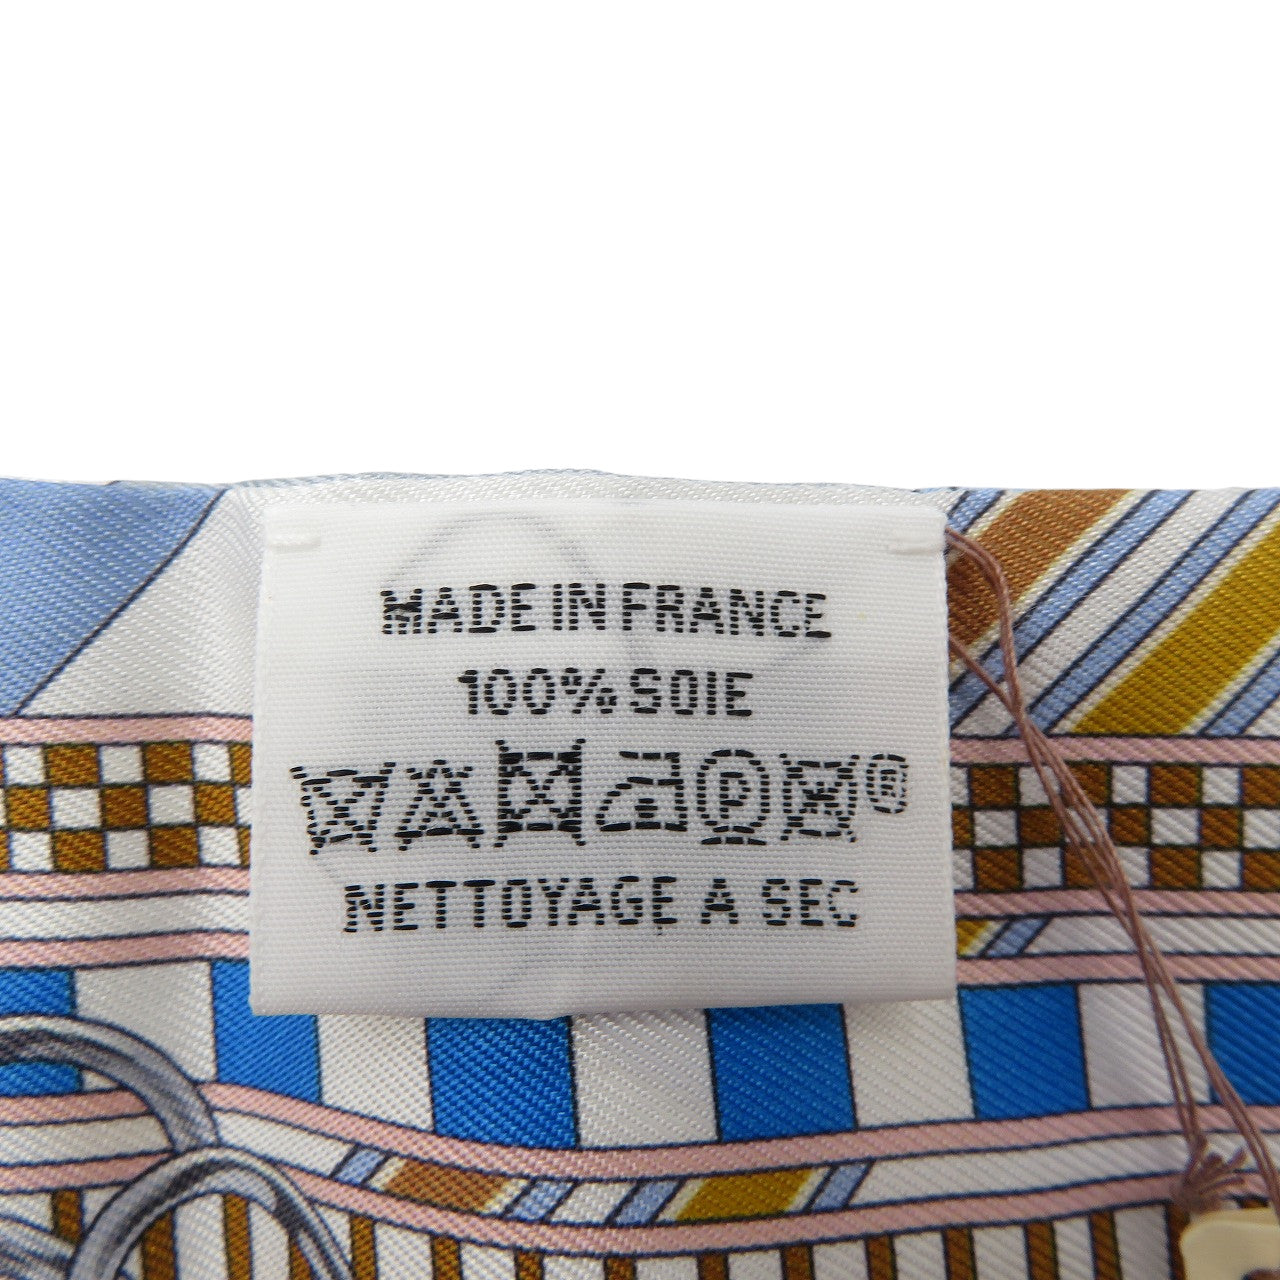 MADE IN FRANCE
100% SOIE
P
NETTOYAGE A SEC